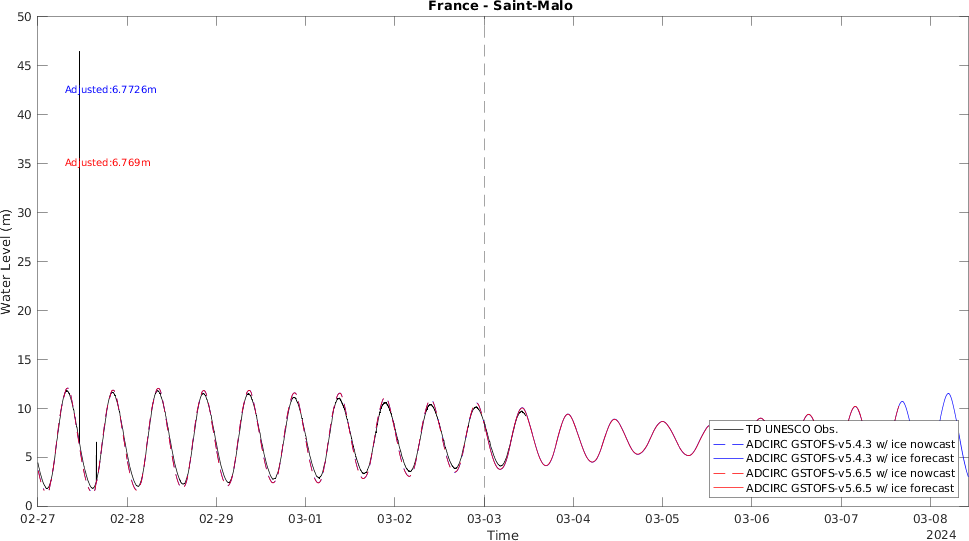 France - Saint-Malo
50
45
40
35
30
25
20
15
10
5
0
Water Level (m)
Adjusted:6.7726m
Adjusted:6.769m
TD UNESCO Obs.
ADCIRC GSTOFS-v5.4.3 w/ ice nowcast
ADCIRC GSTOFS-v5.4.3 w/ ice forecast
ADCIRC GSTOFS-v5.6.5 w/ ice nowcast
ADCIRC GSTOFS-v5.6.5 w/ ice forecast
02-27 02-28 02-29 03-01 03-02 03-03 03-04 03-05 03-06 03-07 03-08
Time
2024